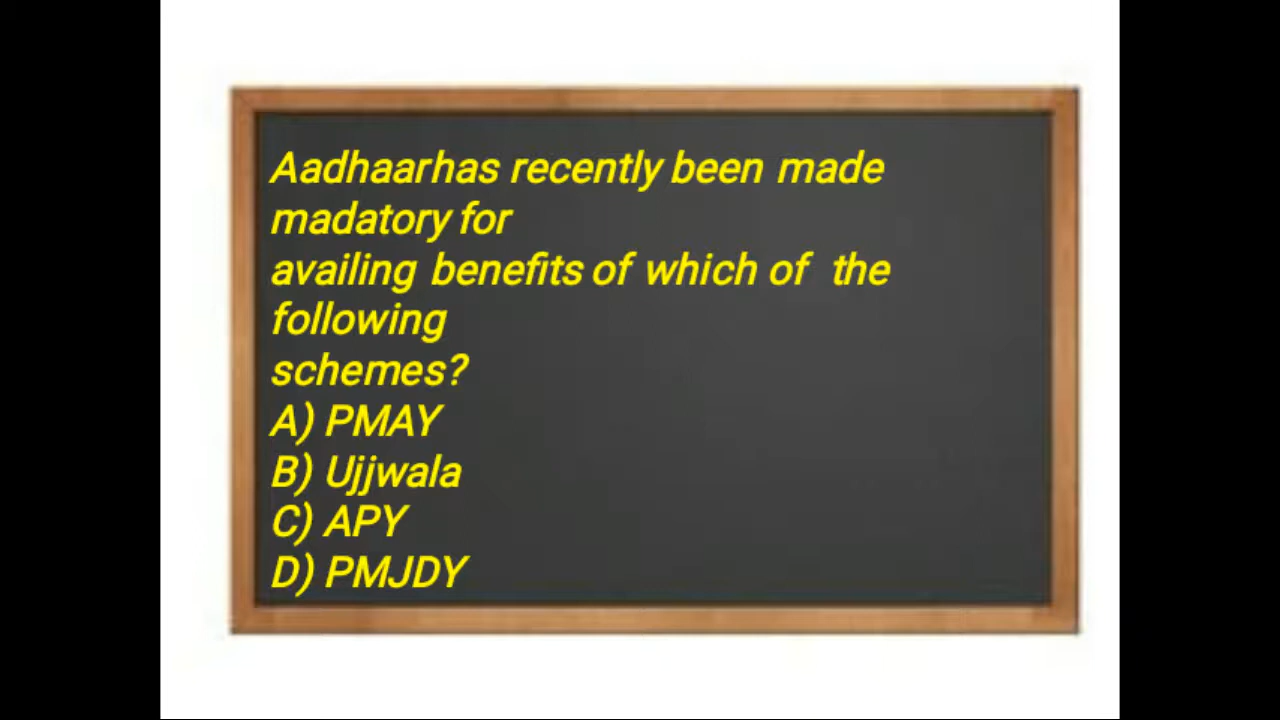 Aadhaarhas recently been made
madatory for
availing benefits of which of the
following
schemes?
A) PMAY
B) Ujjwala
C) APY
D) PMJDY